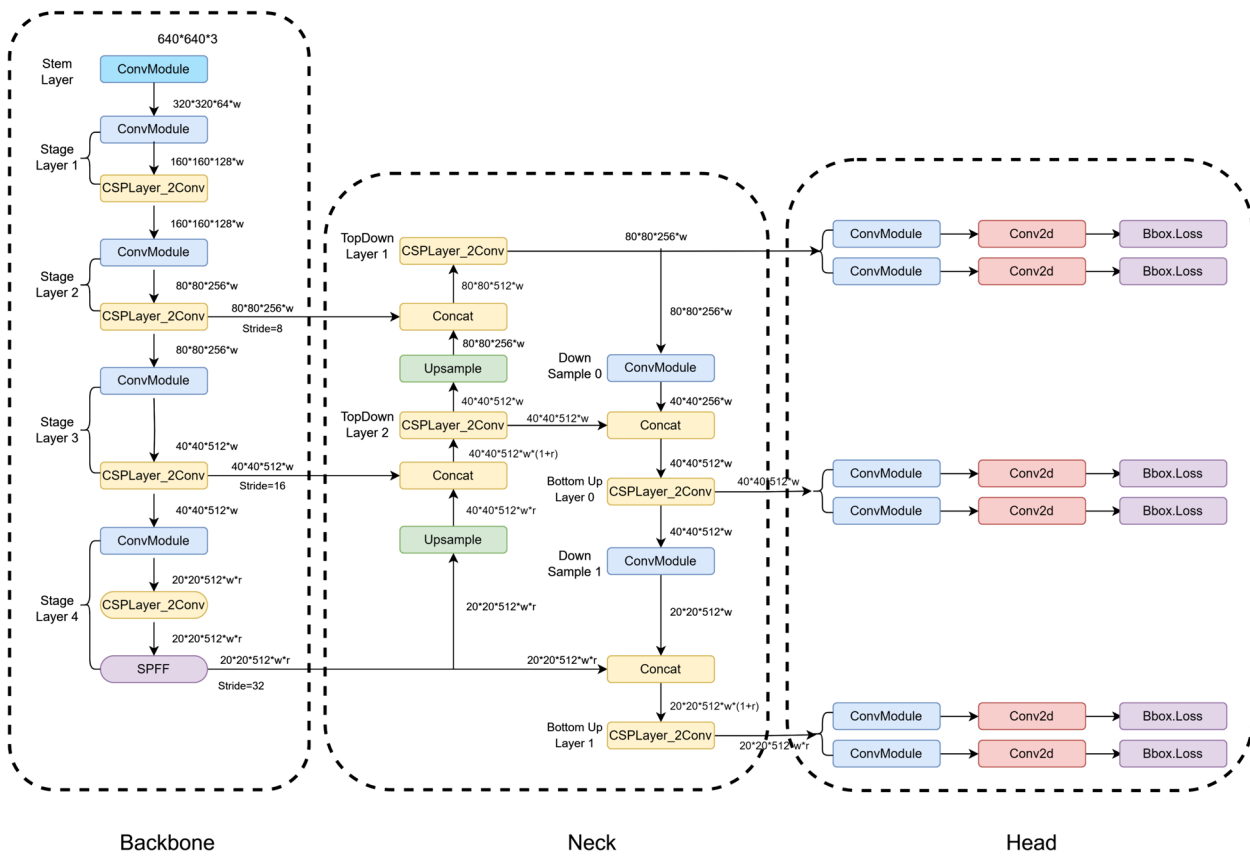 640*640*3
Stem
Layer
ConvModule
320*320*64*w
ConvModule
Stage
Layer 1
160*160*128*w
CSPLayer_2Conv
160*160*128*w
ConvModule
Stage
Layer 2
80*80*256*w
CSPLayer_2Conv
80*80*256*w
Stride=8
80*80*256*w
ConvModule
Stage
Layer 3
40*40*512*w
CSPLayer_2Conv
40*40*512*w
Stride=16
40*40*512*w
ConvModule
20*20*512*w*r
Stage
Layer 4
CSPLayer_2Conv
20*20*512*w*r
SPFF
20*20*512*w*r
Stride=32
Backbone
TopDown
Layer 1
CSPLayer_2Conv
80*80*256*w
80*80*512*w
Concat
80*80*256*w
Upsample
40*40*512*w
TopDown
Layer 2
CSPLayer_2Conv
40*40*512*w
40*40*512*w*(1+r)
Concat
40*40*512*w*r
Upsample
20*20*512*w*r
20*20*512*w*r
80*80*256*w
Down
Sample 0
ConvModule
40*40*256*w
Concat
40*40*512*w
Bottom Up
Layer 0
CSPLayer_2Conv
40*40*512*w
40*40*512*w
Down
Sample 1
ConvModule
20*20*512*w
Concat
20*20*512*w*(1+r)
Bottom Up
Layer 1
CSPLayer_2Conv
20*20*512*w*r
Neck
ConvModule
Conv2d
Bbox.Loss
ConvModule
Conv2d
Bbox.Loss
ConvModule
Conv2d
Bbox.Loss
ConvModule
Conv2d
Bbox.Loss
ConvModule
Conv2d
Bbox.Loss
ConvModule
Conv2d
Bbox.Loss
Head